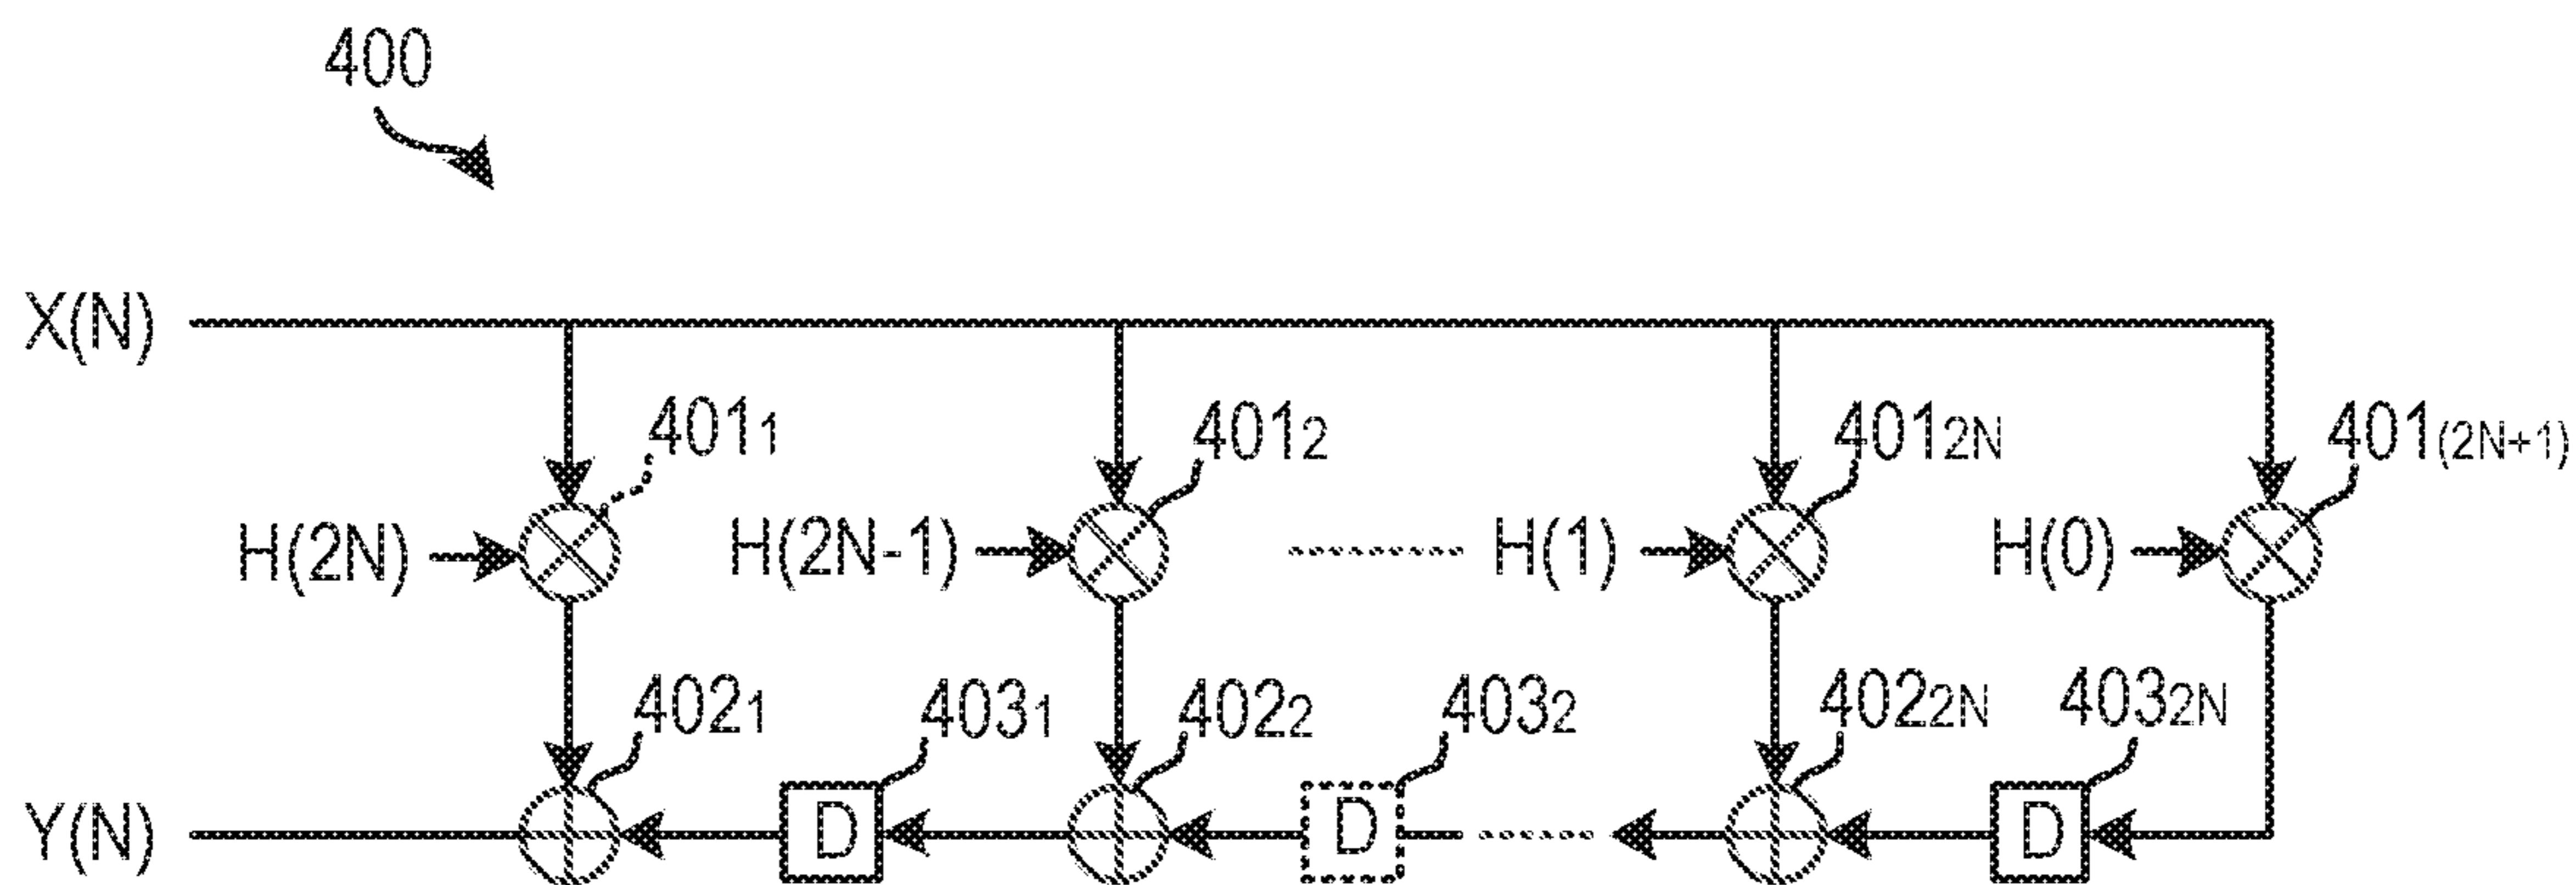 400
X(N)
401₁ 401₂ 401₂N 401(2N+1)
H(2N) H(2N-1) H(1) H(0)
402₁ 403₁ 402₂ 403₂ 402₂N 403₂N
Y(N) D D D